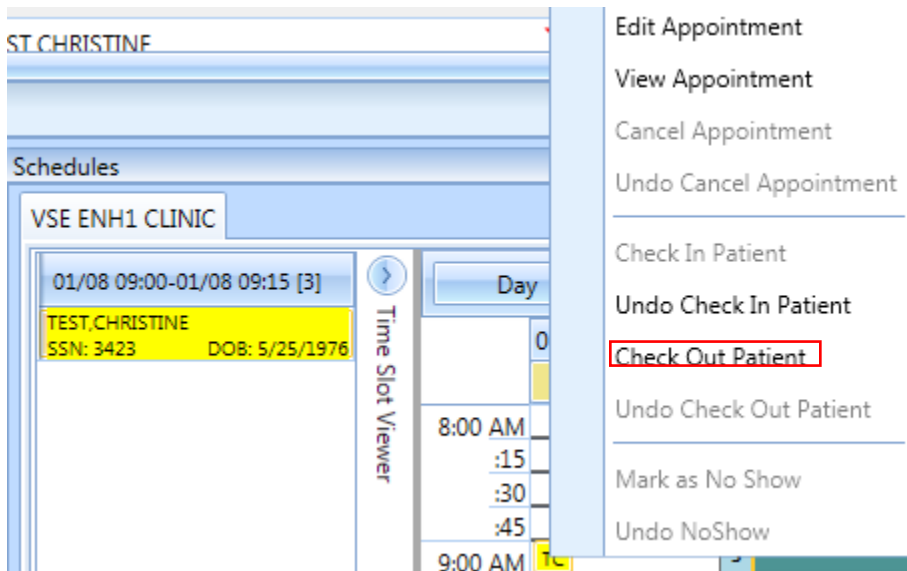 ST CHRISTINE
Schedules
VSE ENH1 CLINIC
01/08 09:00-01/08 09:15 [3]
TEST,CHRISTINE
SSN: 3423 DOB: 5/25/1976
Time Slot Viewer
Day
0
8:00 AM
:15
:30
:45
9:00 AM
TC
Edit Appointment
View Appointment
Cancel Appointment
Undo Cancel Appointment
Check In Patient
Undo Check In Patient
Check Out Patient
Undo Check Out Patient
Mark as No Show
Undo NoShow